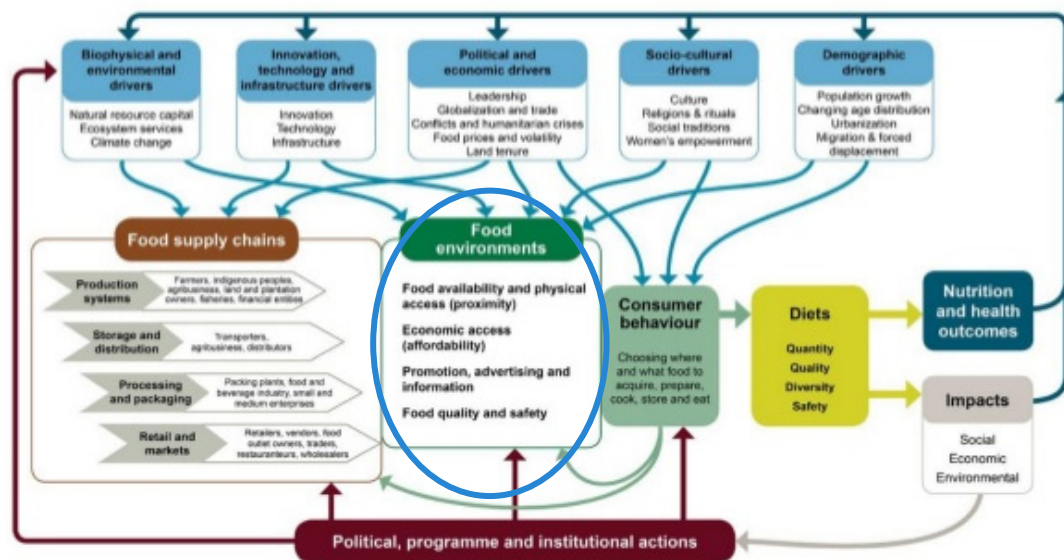 Biophysical and
environmental
drivers
Natural resource capital
Ecosystem services
Climate change
Innovation,
technology and
infrastructure drivers
Innovation
Technology
Infrastructure
Political and
economic drivers
Leadership
Globalization and trade
Conflicts and humanitarian crises
Food prices and volatility
Land tenure
Socio-cultural
drivers
Culture
Religions & rituals
Social traditions
Women's empowerment
Demographic
drivers
Population growth
Changing age distribution
Urbanization
Migration & forced
displacement
Food supply chains
Production
systems
Farmers, indigenous peoples,
agribusiness, land and plantation
owners, fisheries, financial entities
Storage and
distribution
Transporters,
agribusiness, distributors
Processing
and packaging
Packing plants, food and
beverage industry, small and
medium enterprises
Retail and
markets
Retailers, vendors, food
outlet owners, traders,
restauranteurs, wholesalers
Food
environments
Food availability and physical
access (proximity)
Economic access
(affordability)
Promotion, advertising and
information
Food quality and safety
Consumer
behaviour
Choosing where
and what food to
acquire, prepare,
cook, store and eat
Diets
Quantity
Quality
Diversity
Safety
Nutrition
and health
outcomes
Impacts
Social
Economic
Environmental
Political, programme and institutional actions